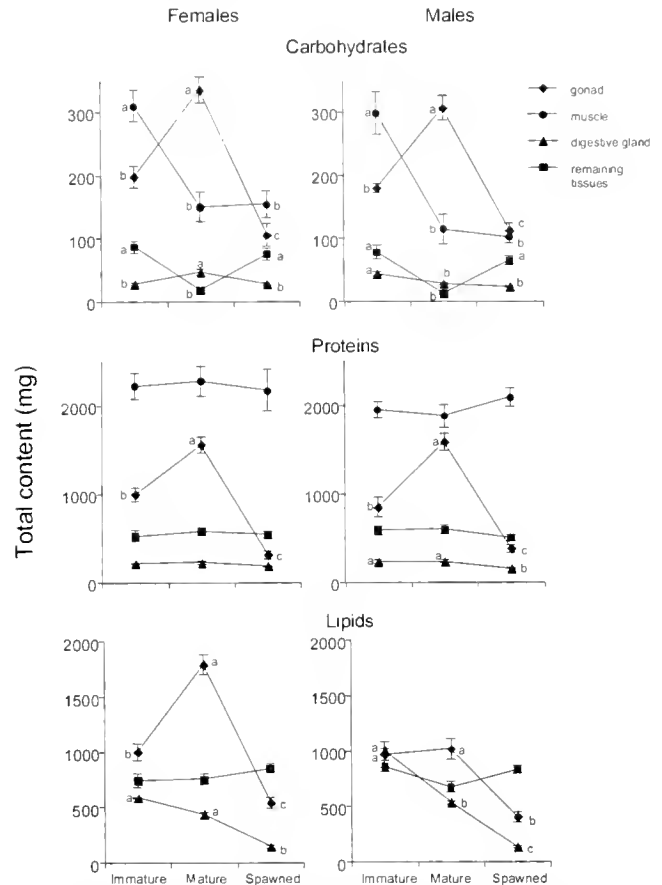 Females Males
Carbohydrates
gonad
muscle
digestive gland
remaining
tissues
300
200
100
0
a
b
a
b
a
b
a
b
b
c
a
b
300
200
100
0
a
b
a
a
a
b
b
b
c
b
a
b
Proteins
Total content (mg)
2000
1000
0
b
a
c
2000
1000
0
b
a
a
a
c
b
Lipids
2000
1500
1000
500
0
b
a
a
a
c
b
2000
1500
1000
500
0
a
a
a
b
b
c
Immature Mature Spawned
Immature Mature Spawned